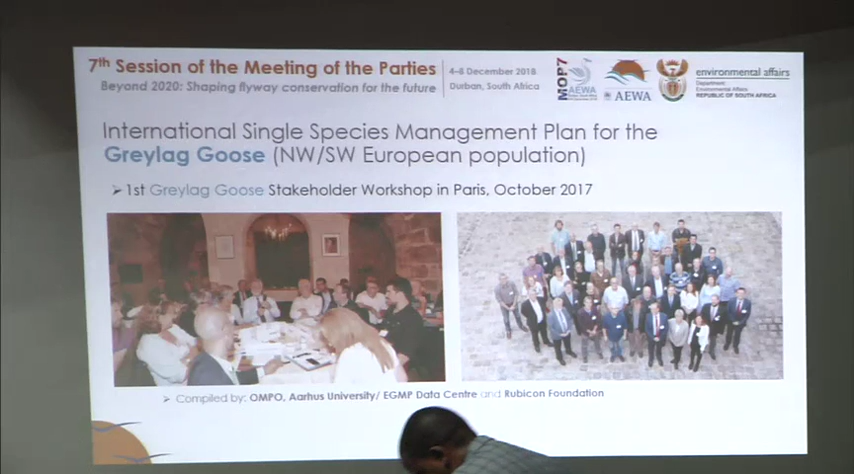 7th Session of the Meeting of the Parties
Beyond 2020: Shaping flyway conservation for the future
4-8 December 2018
Durban, South Africa
MOP7
AEWA
AEWA
environmental affairs
Department:
Environmental Affairs
REPUBLIC OF SOUTH AFRICA
International Single Species Management Plan for the
Greylag Goose (NW/SW European population)
➢ 1st Greylag Goose Stakeholder Workshop in Paris, October 2017
➢ Compiled by: OMPO, Aarhus University/ EGMP Data Centre and Rubicon Foundation